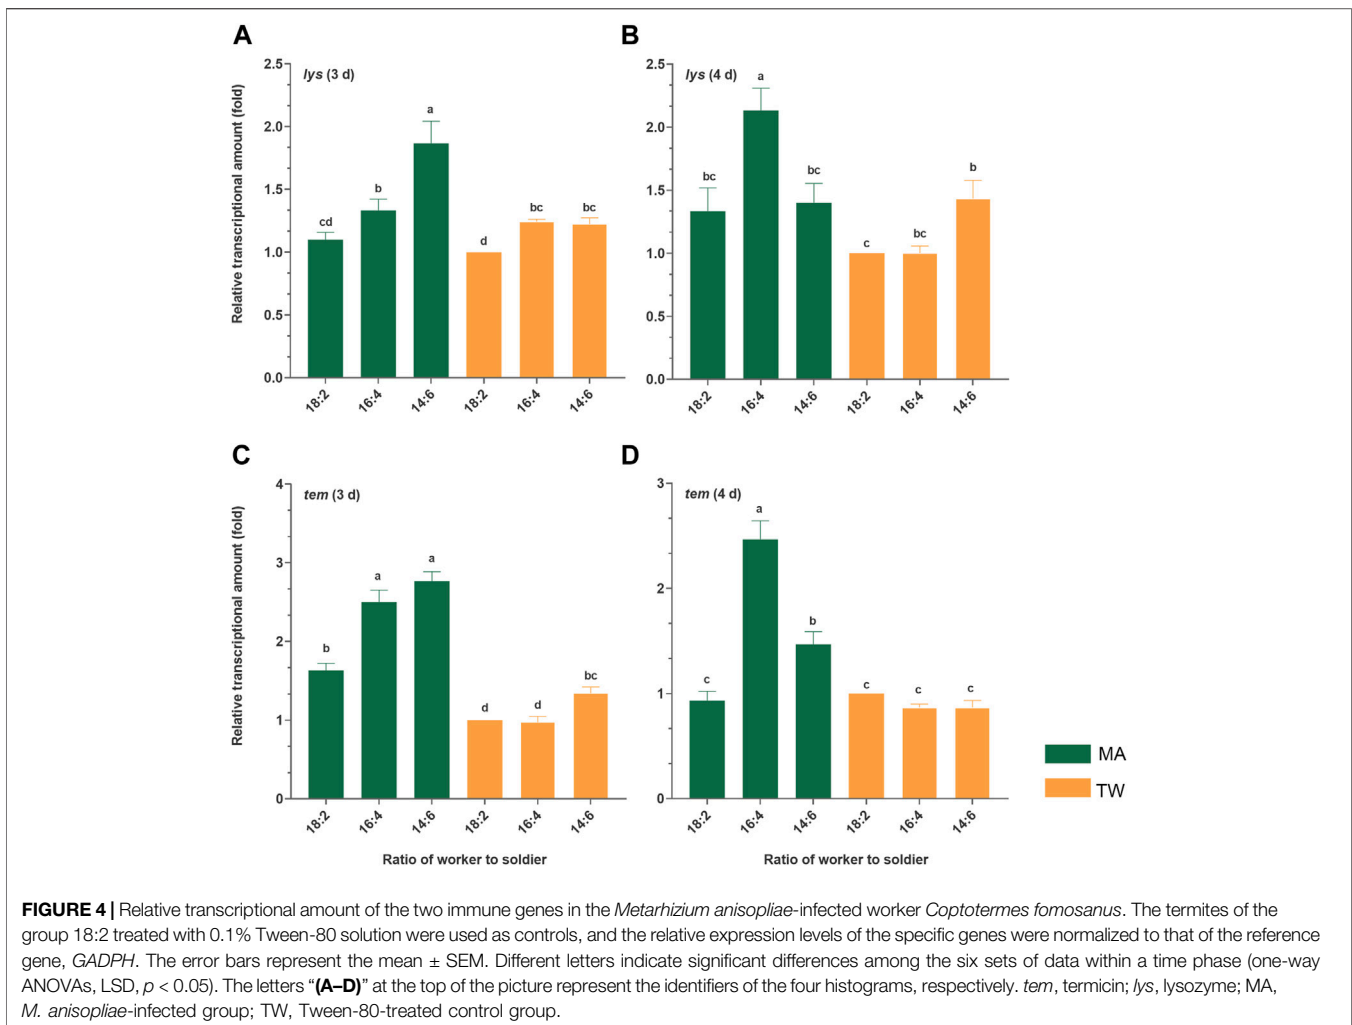 A
lys (3 d)
Relative transcriptional amount (fold)
2.5
2.0
1.5
1.0
0.5
0.0
cd
b
a
d
bc
bc
18:2
16:4
14:6
18:2
16:4
14:6
B
lys (4 d)
2.5
2.0
1.5
1.0
0.5
0.0
bc
a
bc
c
bc
b
18:2
16:4
14:6
18:2
16:4
14:6
C
tem (3 d)
Relative transcriptional amount (fold)
4
3
2
1
0
b
a
a
d
d
bc
18:2
16:4
14:6
18:2
16:4
14:6
Ratio of worker to soldier
D
tem (4 d)
3
2
1
0
c
a
b
c
c
c
18:2
16:4
14:6
18:2
16:4
14:6
Ratio of worker to soldier
MA
TW
FIGURE 4 | Relative transcriptional amount of the two immune genes in the Metarhizium anisopliae-infected worker Coptotermes fomosanus. The termites of the
group 18:2 treated with 0.1% Tween-80 solution were used as controls, and the relative expression levels of the specific genes were normalized to that of the reference
gene, GADPH. The error bars represent the mean ± SEM. Different letters indicate significant differences among the six sets of data within a time phase (one-way
ANOVAs, LSD, p < 0.05). The letters “(A–D)” at the top of the picture represent the identifiers of the four histograms, respectively. tem, termicin; lys, lysozyme; MA,
M. anisopliae-infected group; TW, Tween-80-treated control group.